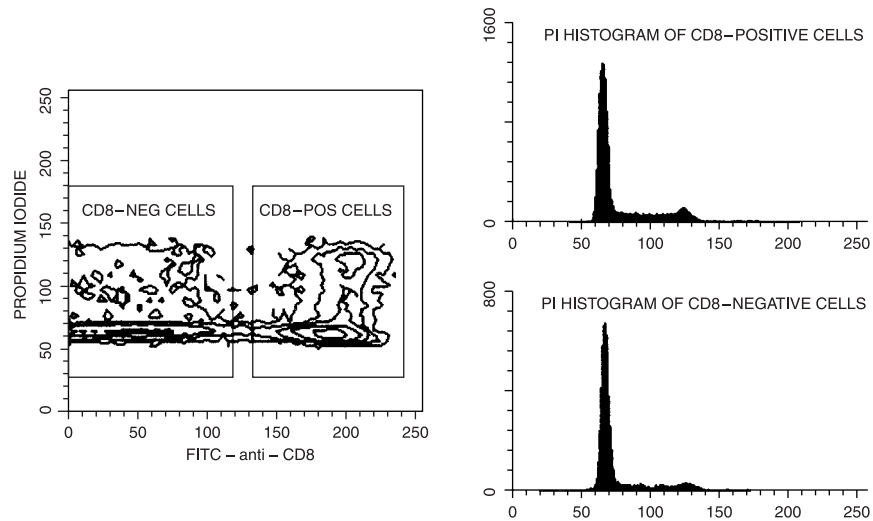 PROPIDIUM IODIDE
250
200
150
100
50
0
CD8–NEG CELLS
CD8–POS CELLS
0 50 100 150 200 250
FITC – anti – CD8
1600
0
PI HISTOGRAM OF CD8–POSITIVE CELLS
0 50 100 150 200 250
800
0
PI HISTOGRAM OF CD8–NEGATIVE CELLS
0 50 100 150 200 250